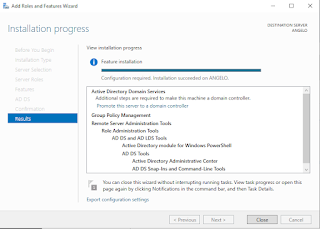 Add Roles and Features Wizard
Installation progress
DESTINATION SERVER
ANGELO
Before You Begin
Installation Type
Server Selection
Server Roles
Features
AD DS
Confirmation
Results
View installation progress
Feature installation
Configuration required. Installation succeeded on ANGELO.
Active Directory Domain Services
Additional steps are required to make this machine a domain controller.
Promote this server to a domain controller
Group Policy Management
Remote Server Administration Tools
Role Administration Tools
AD DS and AD LDS Tools
Active Directory module for Windows PowerShell
AD DS Tools
Active Directory Administrative Center
AD DS Snap-Ins and Command-Line Tools
You can close this wizard without interrupting running tasks. View task progress or open this
page again by clicking Notifications in the command bar, and then Task Details.
Export configuration settings
< Previous
Next >
Close
Cancel